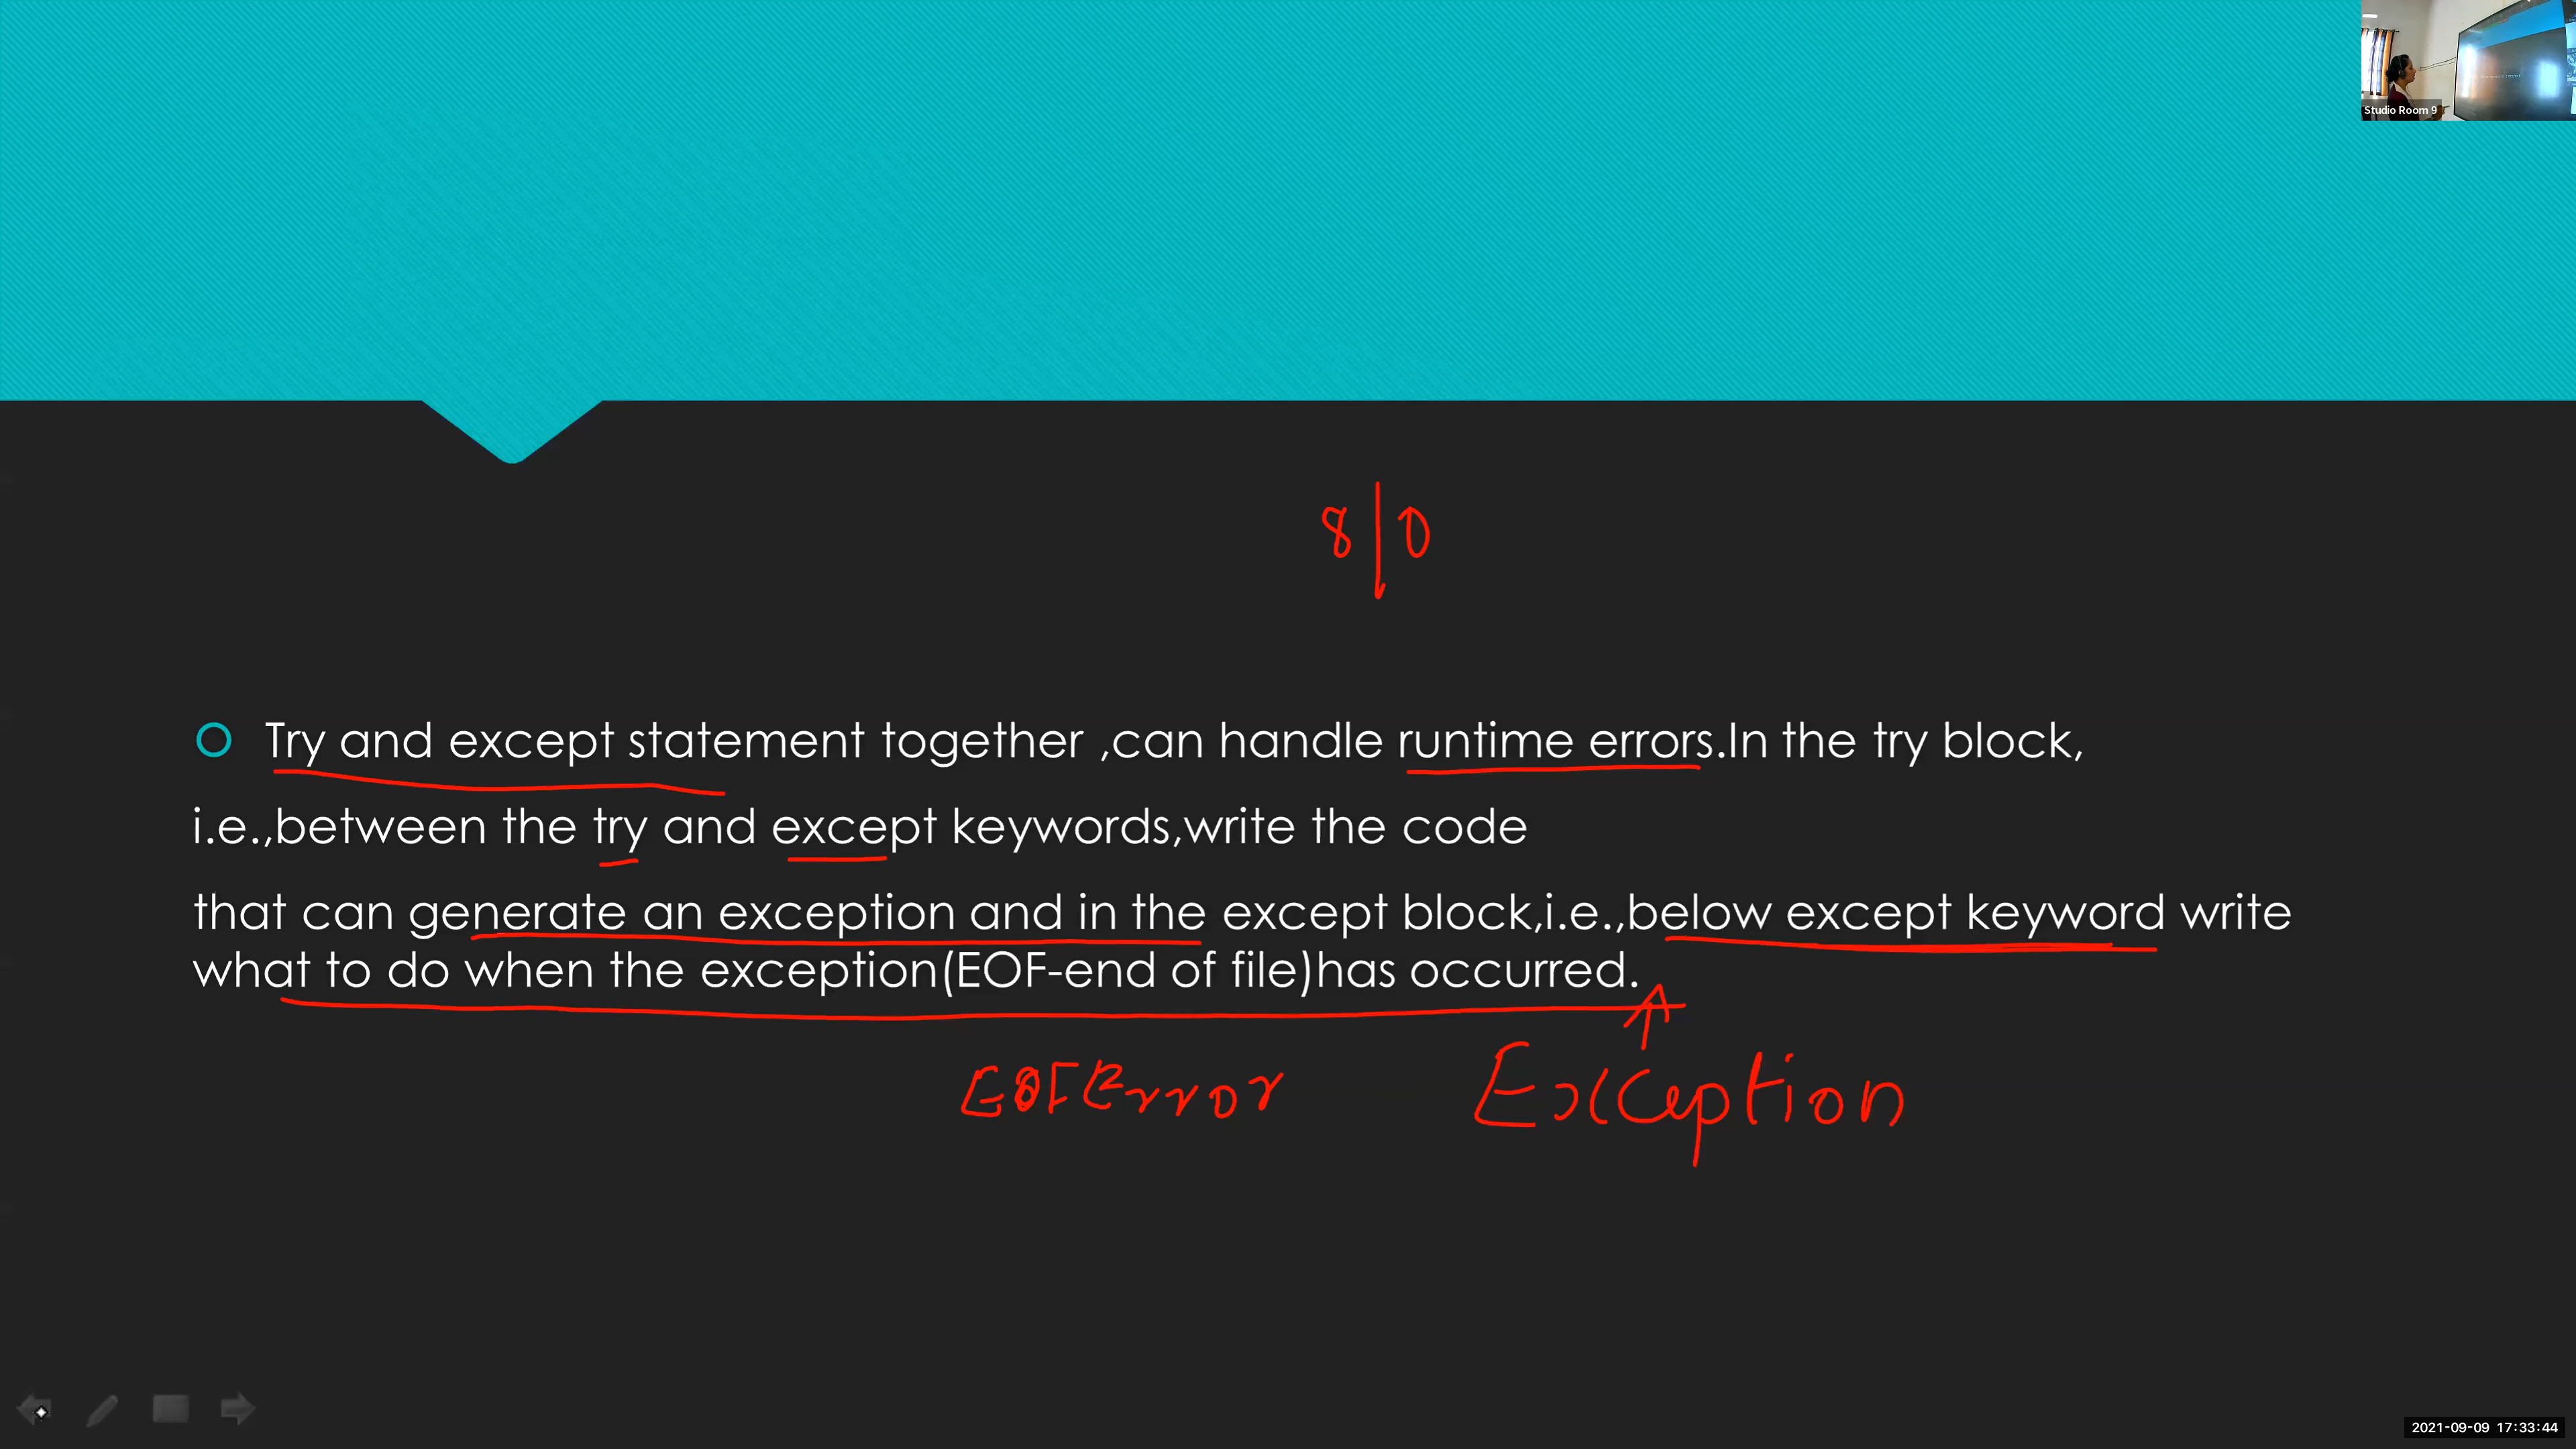 Studio Room 9
8|0
Try and except statement together ,can handle runtime errors.In the try block,
i.e.,between the try and except keywords,write the code
that can generate an exception and in the except block,i.e.,below except keyword write
what to do when the exception(EOF-end of file)has occurred.
EOFError Exception
2021-09-09 17:33:44